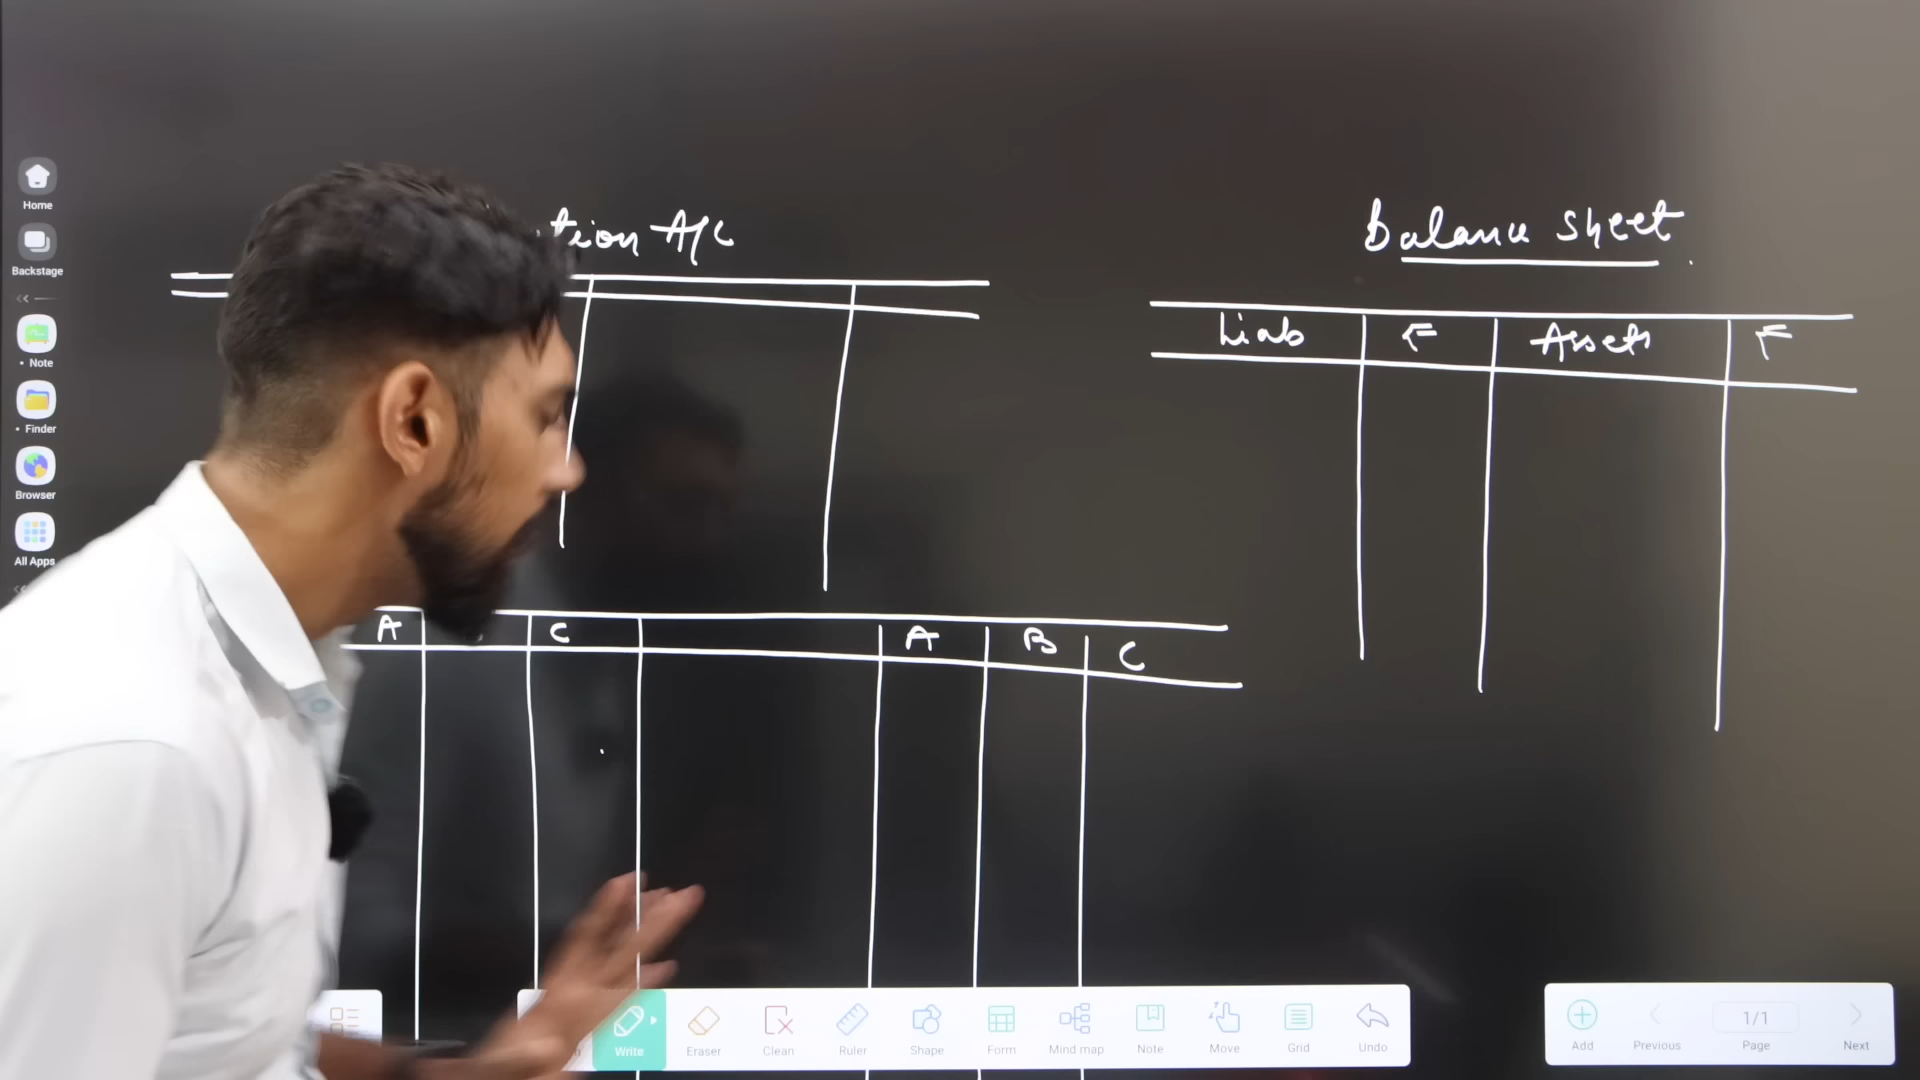 tion A/C
Balance Sheet
Liab ₹ Assets ₹
A C A B C
Home
Backstage
Note
Finder
Browser
All Apps
Write Eraser Clean Ruler Shape Form Mind map Note Move Grid Undo
1/1
Add Previous Page Next